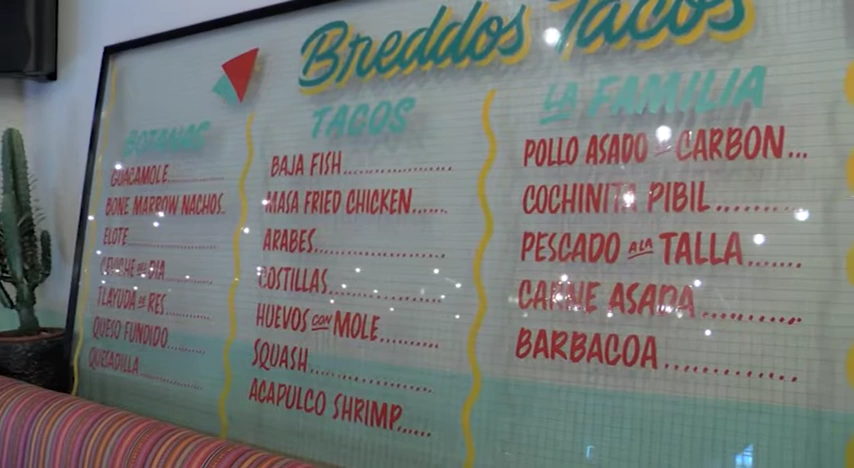 Breddos Tacos
BOTANAS
GUACAMOLE
BONE MARROW NACHOS
ELOTE
CEVICHE DEL DIA
TLAYUDA DE RES
QUESO FUNDIDO
QUESADILLA
TACOS
BAJA FISH
MASA FRIED CHICKEN
ARABES
COSTILLAS
HUEVOS CON MOLE
SQUASH
ACAPULCO SHRIMP
LA FAMILIA
POLLO ASADO AL CARBON
COCHINITA PIBIL
PESCADO A LA TALLA
CARNE ASADA
BARBACOA